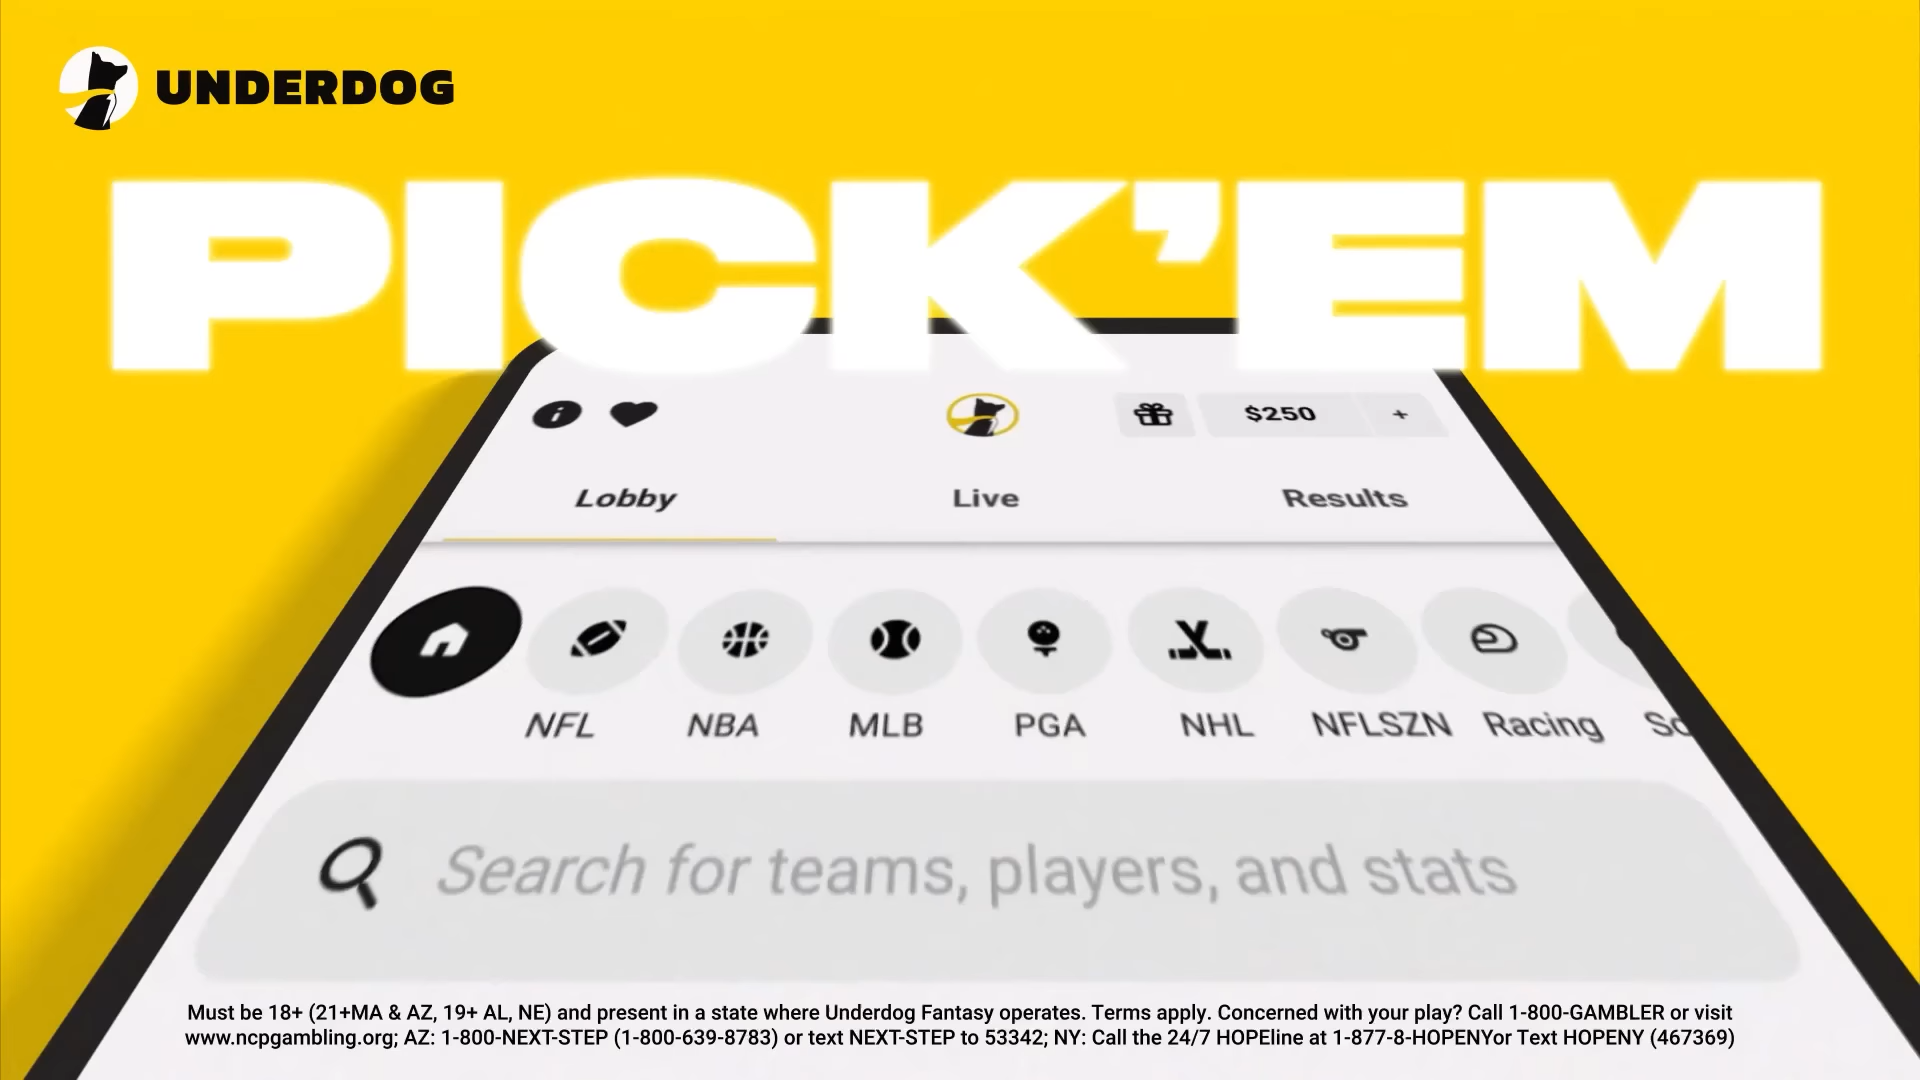 UNDERDOG
PICK'EM
$250 +
Lobby Live Results
NFL NBA MLB PGA NHL NFLSZN Racing
Search for teams, players, and stats
Must be 18+ (21+MA & AZ, 19+ AL, NE) and present in a state where Underdog Fantasy operates. Terms apply. Concerned with your play? Call 1-800-GAMBLER or visit
www.ncpgambling.org; AZ: 1-800-NEXT-STEP (1-800-639-8783) or text NEXT-STEP to 53342; NY: Call the 24/7 HOPEline at 1-877-8-HOPENYor Text HOPENY (467369)